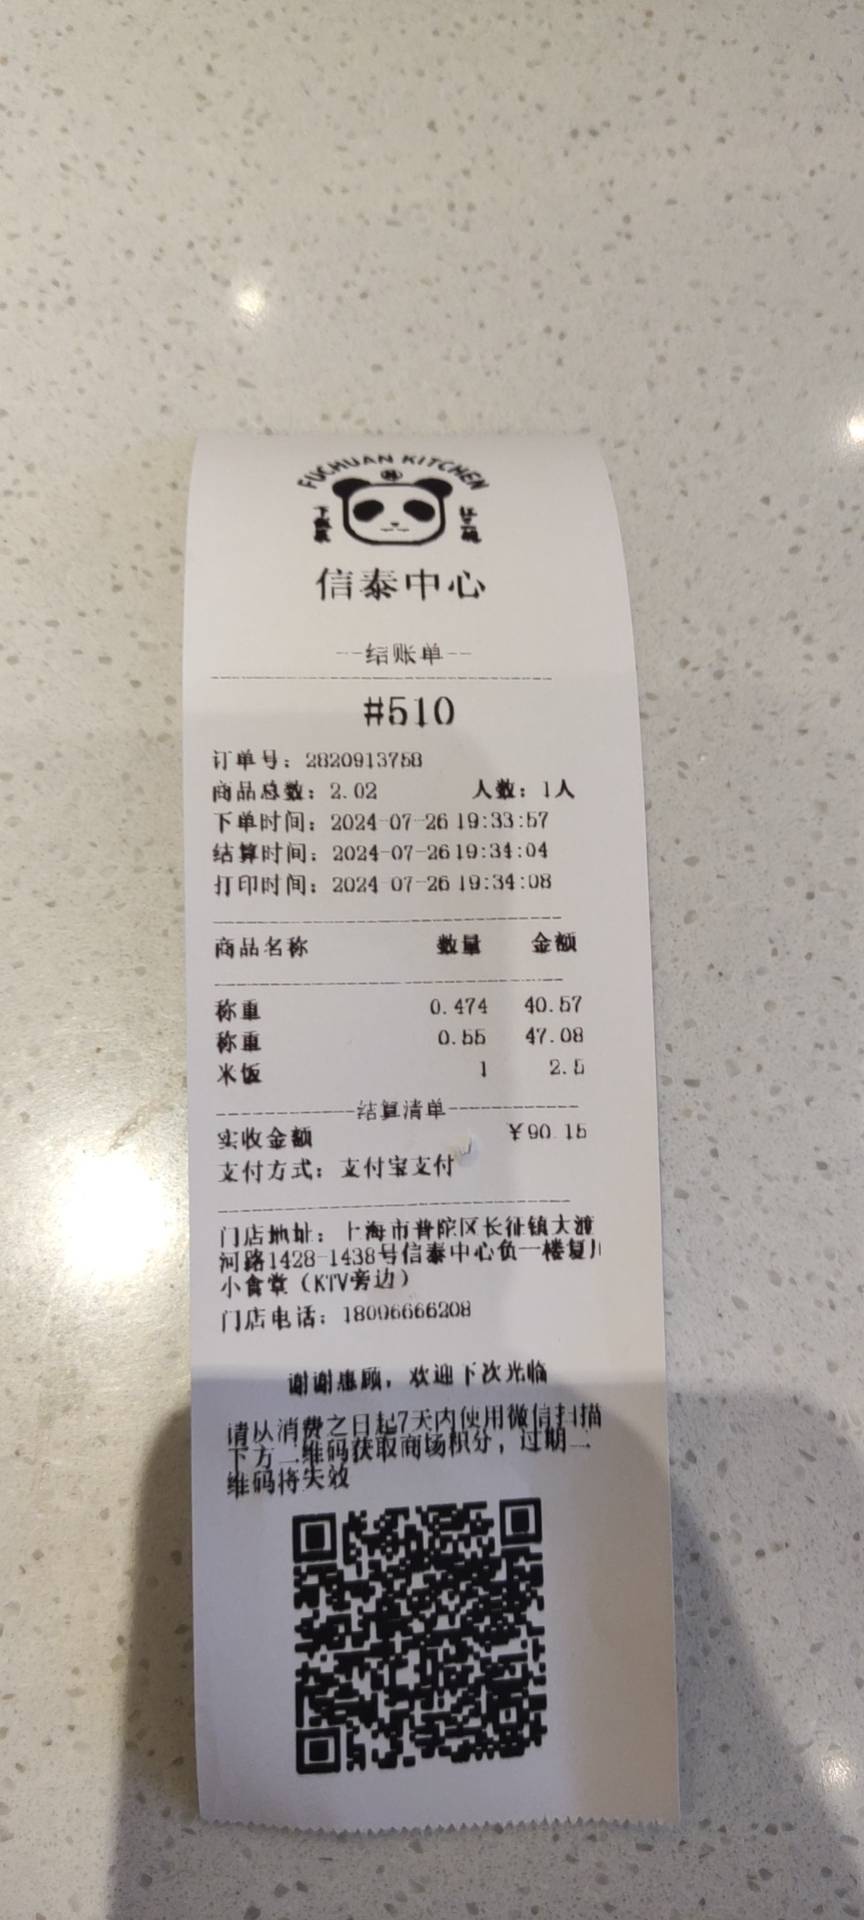 FUCHUAN KITCHEN
信泰中心
--结账单--
#510
订单号：2820913758
商品总数：2.02 人数：1人
下单时间：2024-07-26 19:33:57
结算时间：2024-07-26 19:34:04
打印时间：2024-07-26 19:34:08
商品名称 数量 金额
称重 0.474 40.57
称重 0.55 47.08
米饭 1 2.5
------------结算清单------------
实收金额 ￥90.15
支付方式：支付宝支付
门店地址：上海市普陀区长征镇大渡
河路1428-1438号信泰中心负一楼复川
小食堂（KTV旁边）
门店电话：18096666208
谢谢惠顾，欢迎下次光临
请从消费之日起7天内使用微信扫描
下方二维码获取商场积分，过期二
维码将失效